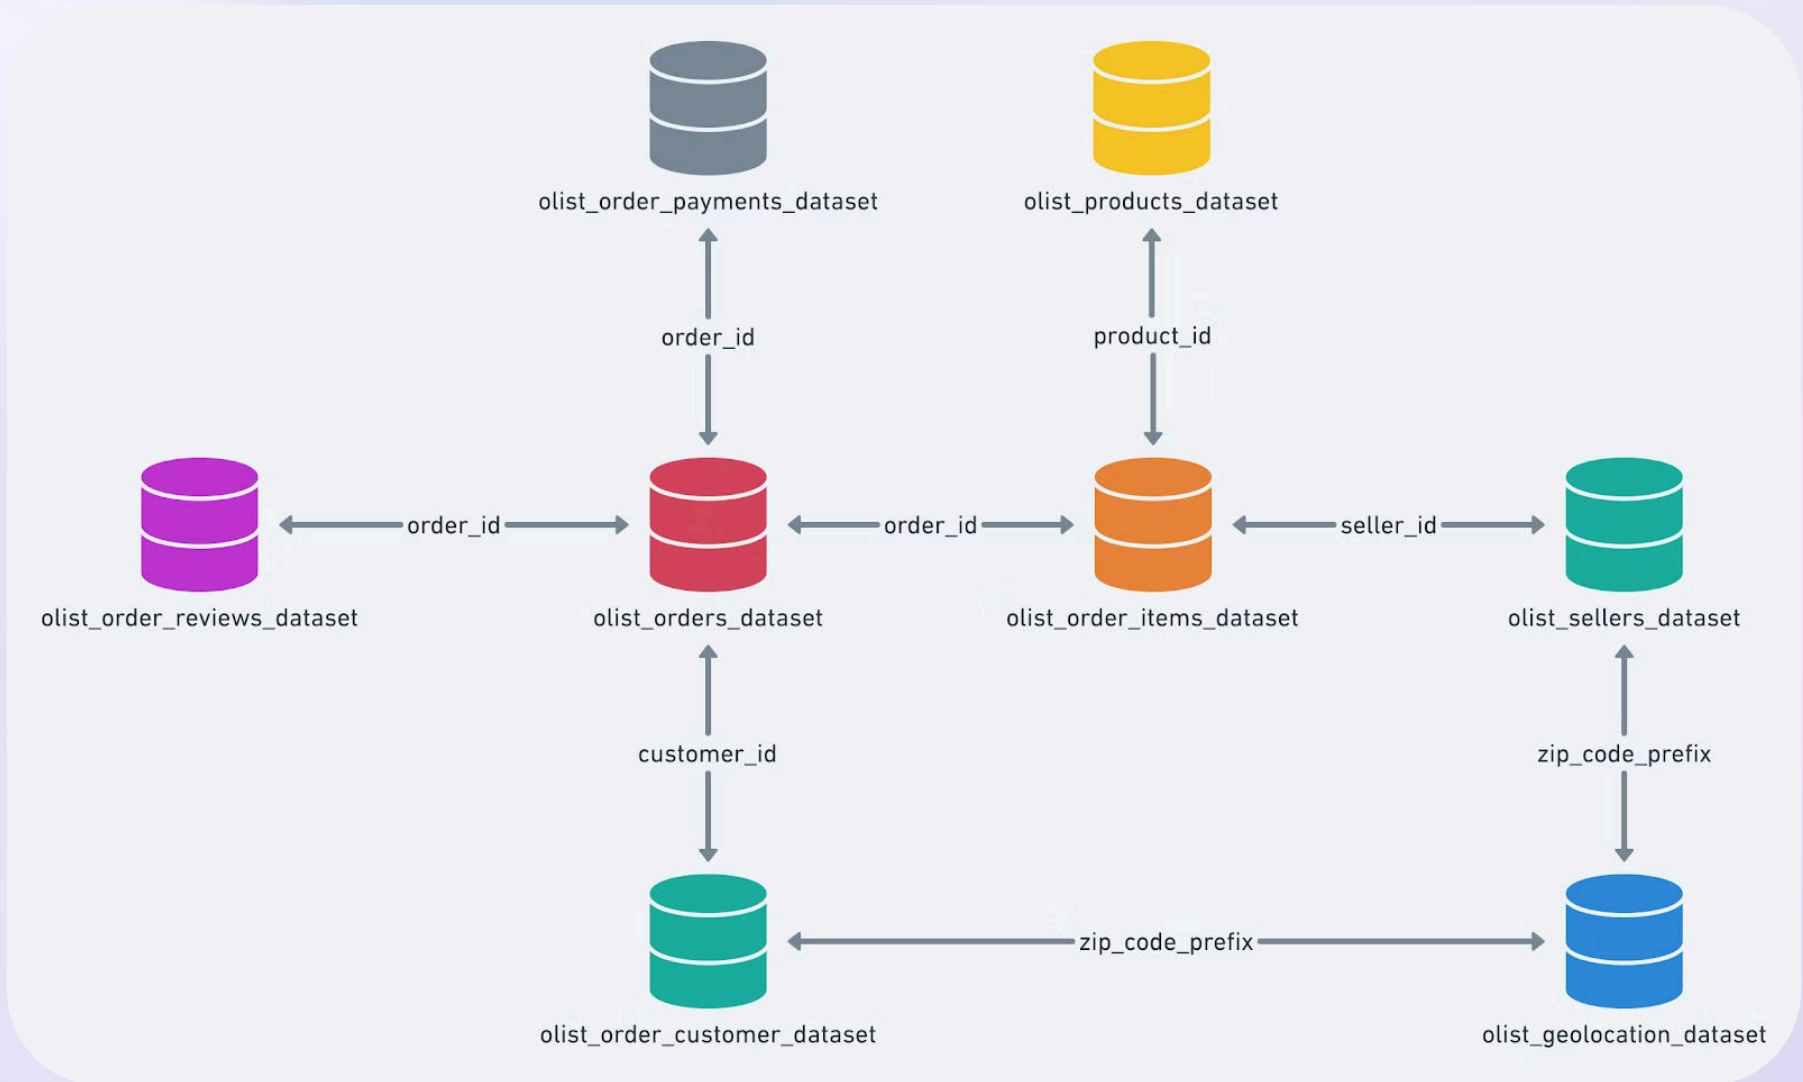 olist_order_payments_dataset
olist_products_dataset
order_id
product_id
order_id
order_id
seller_id
olist_order_reviews_dataset
olist_orders_dataset
olist_order_items_dataset
olist_sellers_dataset
customer_id
zip_code_prefix
zip_code_prefix
olist_order_customer_dataset
olist_geolocation_dataset